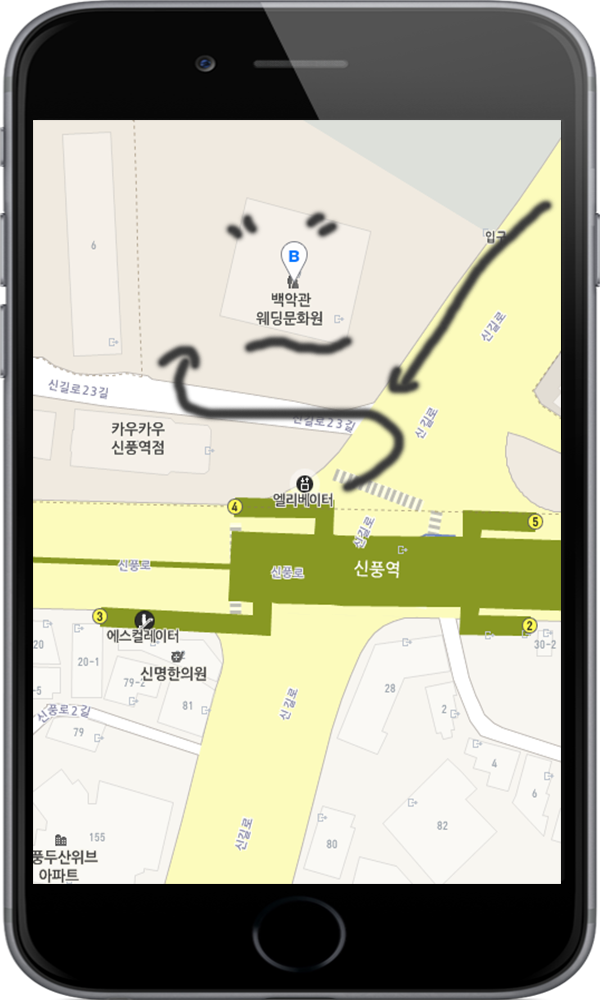 6
입구
B
백악관
웨딩문화원
신길로
신길로23길
신길로23길
신길로
카우카우
신풍역점
엘리베이터
4
5
신길로
신풍로
신풍로
신풍역
3
에스컬레이터
2
20
20-1
신명한의원
30-2
79-2
28
신길로
81
2
-5
신풍로2길
79
4
6
82
신길로
155
80
풍두산위브
아파트